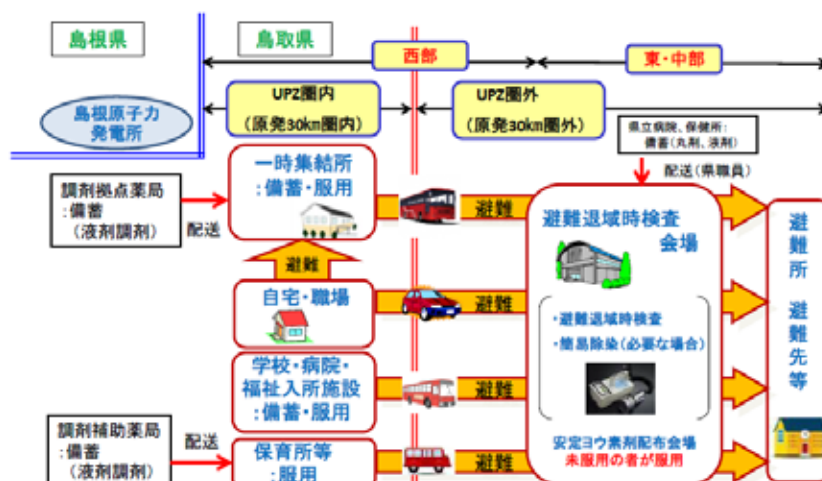 島根県
鳥取県
西部
東・中部
島根原子力
発電所
UPZ圏内
(原発30km圏内)
UPZ圏外
(原発30km圏外)
県立病院、保健所:
備蓄(丸剤、液剤)
配送(県職員)
調剤拠点薬局
:備蓄
(液剤調剤)
配送
一時集結所
:備蓄・服用
避難
避難
避難退域時検査
会場
避難
自宅・職場
避難
・避難退域時検査
・簡易除染(必要な場合)
学校・病院・
福祉入所施設
:備蓄・服用
避難
調剤補助薬局
:備蓄
(液剤調剤)
配送
保育所等
:服用
避難
安定ヨウ素剤配布会場
未服用の者が服用
避難所
避難先等